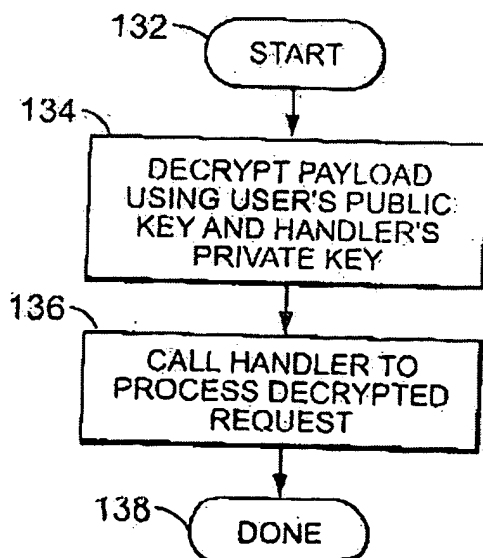 132
START
134
DECRYPT PAYLOAD
USING USER'S PUBLIC
KEY AND HANDLER'S
PRIVATE KEY
136
CALL HANDLER TO
PROCESS DECRYPTED
REQUEST
138
DONE